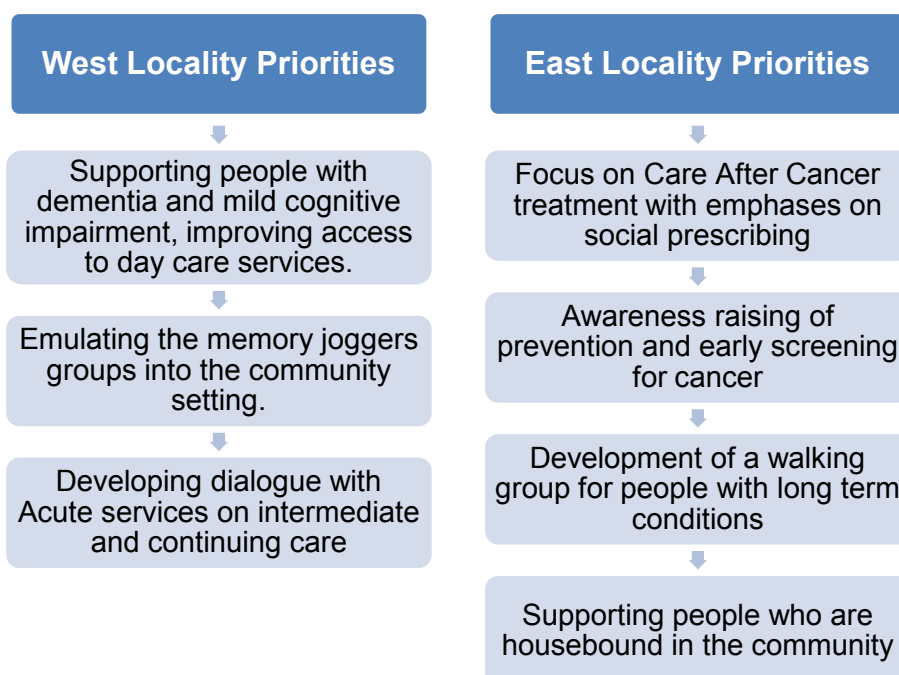 West Locality Priorities
Supporting people with
dementia and mild cognitive
impairment, improving access
to day care services.
Emulating the memory joggers
groups into the community
setting.
Developing dialogue with
Acute services on intermediate
and continuing care
East Locality Priorities
Focus on Care After Cancer
treatment with emphases on
social prescribing
Awareness raising of
prevention and early screening
for cancer
Development of a walking
group for people with long term
conditions
Supporting people who are
housebound in the community